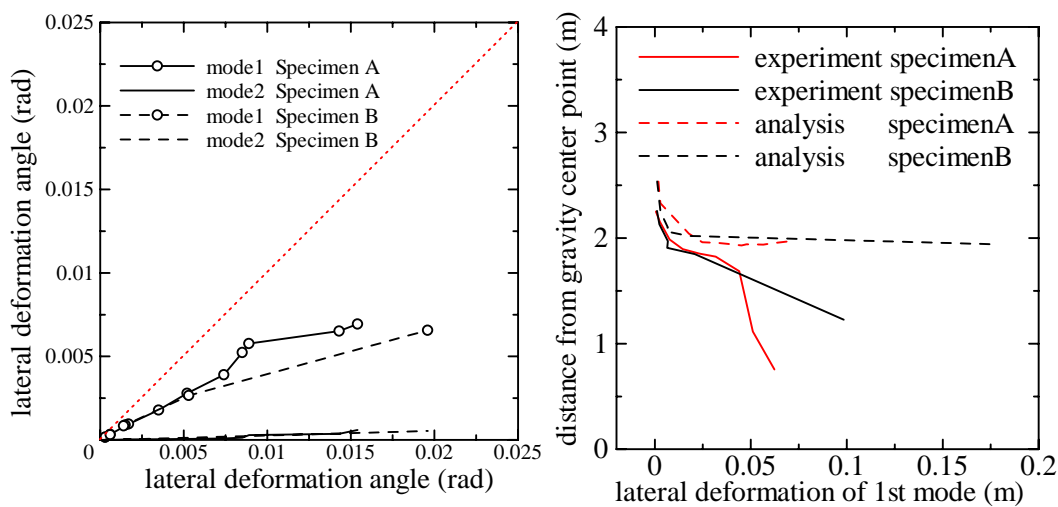 0.025
0.02
0.015
0.01
0.005
0
lateral deformation angle (rad)
mode1 Specimen A
mode2 Specimen A
mode1 Specimen B
mode2 Specimen B
0 0.005 0.01 0.015 0.02 0.025
lateral deformation angle (rad)
4
3
2
1
0
distance from gravity center point (m)
experiment specimenA
experiment specimenB
analysis specimenA
analysis specimenB
0 0.05 0.1 0.15 0.2
lateral deformation of 1st mode (m)